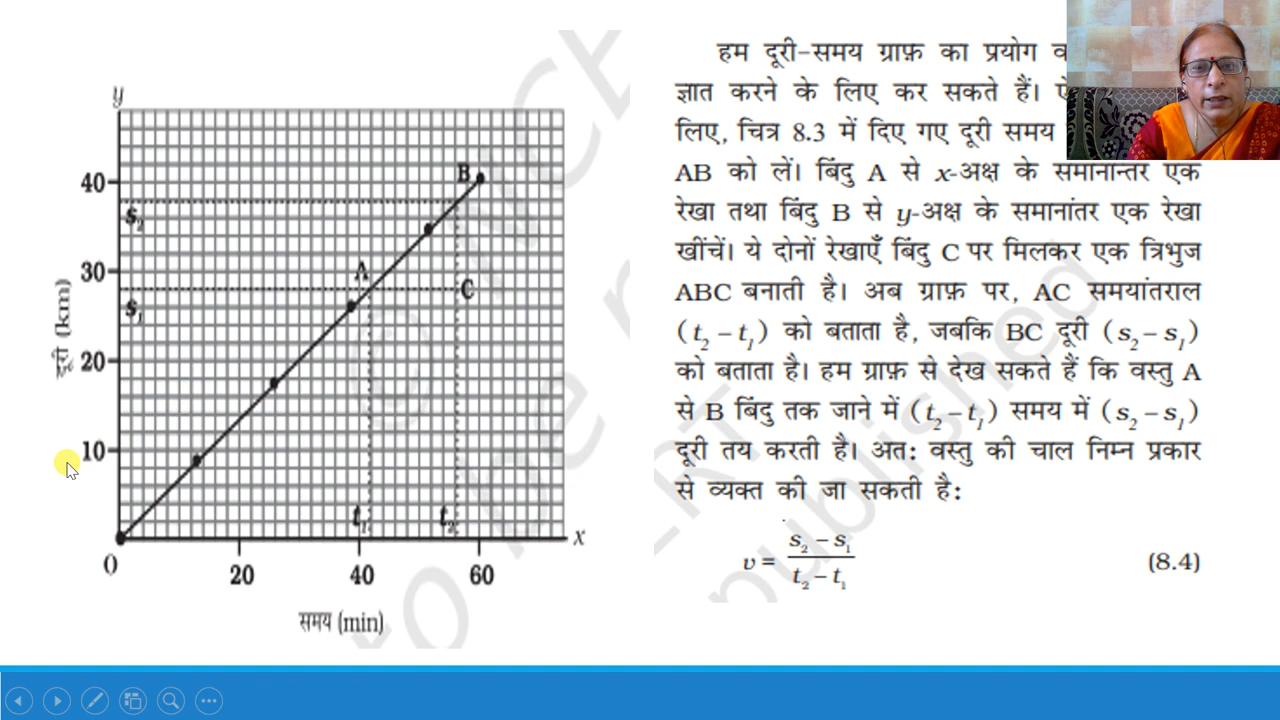 y
40
B
s₂
A
30
C
s₁
दूरी (km)
20
10
t₁
t₂
x
O
20
40
60
समय (min)
हम दूरी–समय ग्राफ़ का प्रयोग
ज्ञात करने के लिए कर सकते हैं।
लिए, चित्र 8.3 में दिए गए दूरी समय
AB को लें। बिंदु A से x-अक्ष के समानान्तर एक
रेखा तथा बिंदु B से y-अक्ष के समानांतर एक रेखा
खींचें। ये दोनों रेखाएँ बिंदु C पर मिलकर एक त्रिभुज
ABC बनाती है। अब ग्राफ़ पर, AC समयांतराल
(t₂ – t₁) को बताता है, जबकि BC दूरी (s₂ – s₁)
को बताता है। हम ग्राफ़ से देख सकते हैं कि वस्तु A
से B बिंदु तक जाने में (t₂ – t₁) समय में (s₂ – s₁)
दूरी तय करती है। अत: वस्तु की चाल निम्न प्रकार
से व्यक्त की जा सकती है:
v = (s₂ – s₁) / (t₂ – t₁) (8.4)